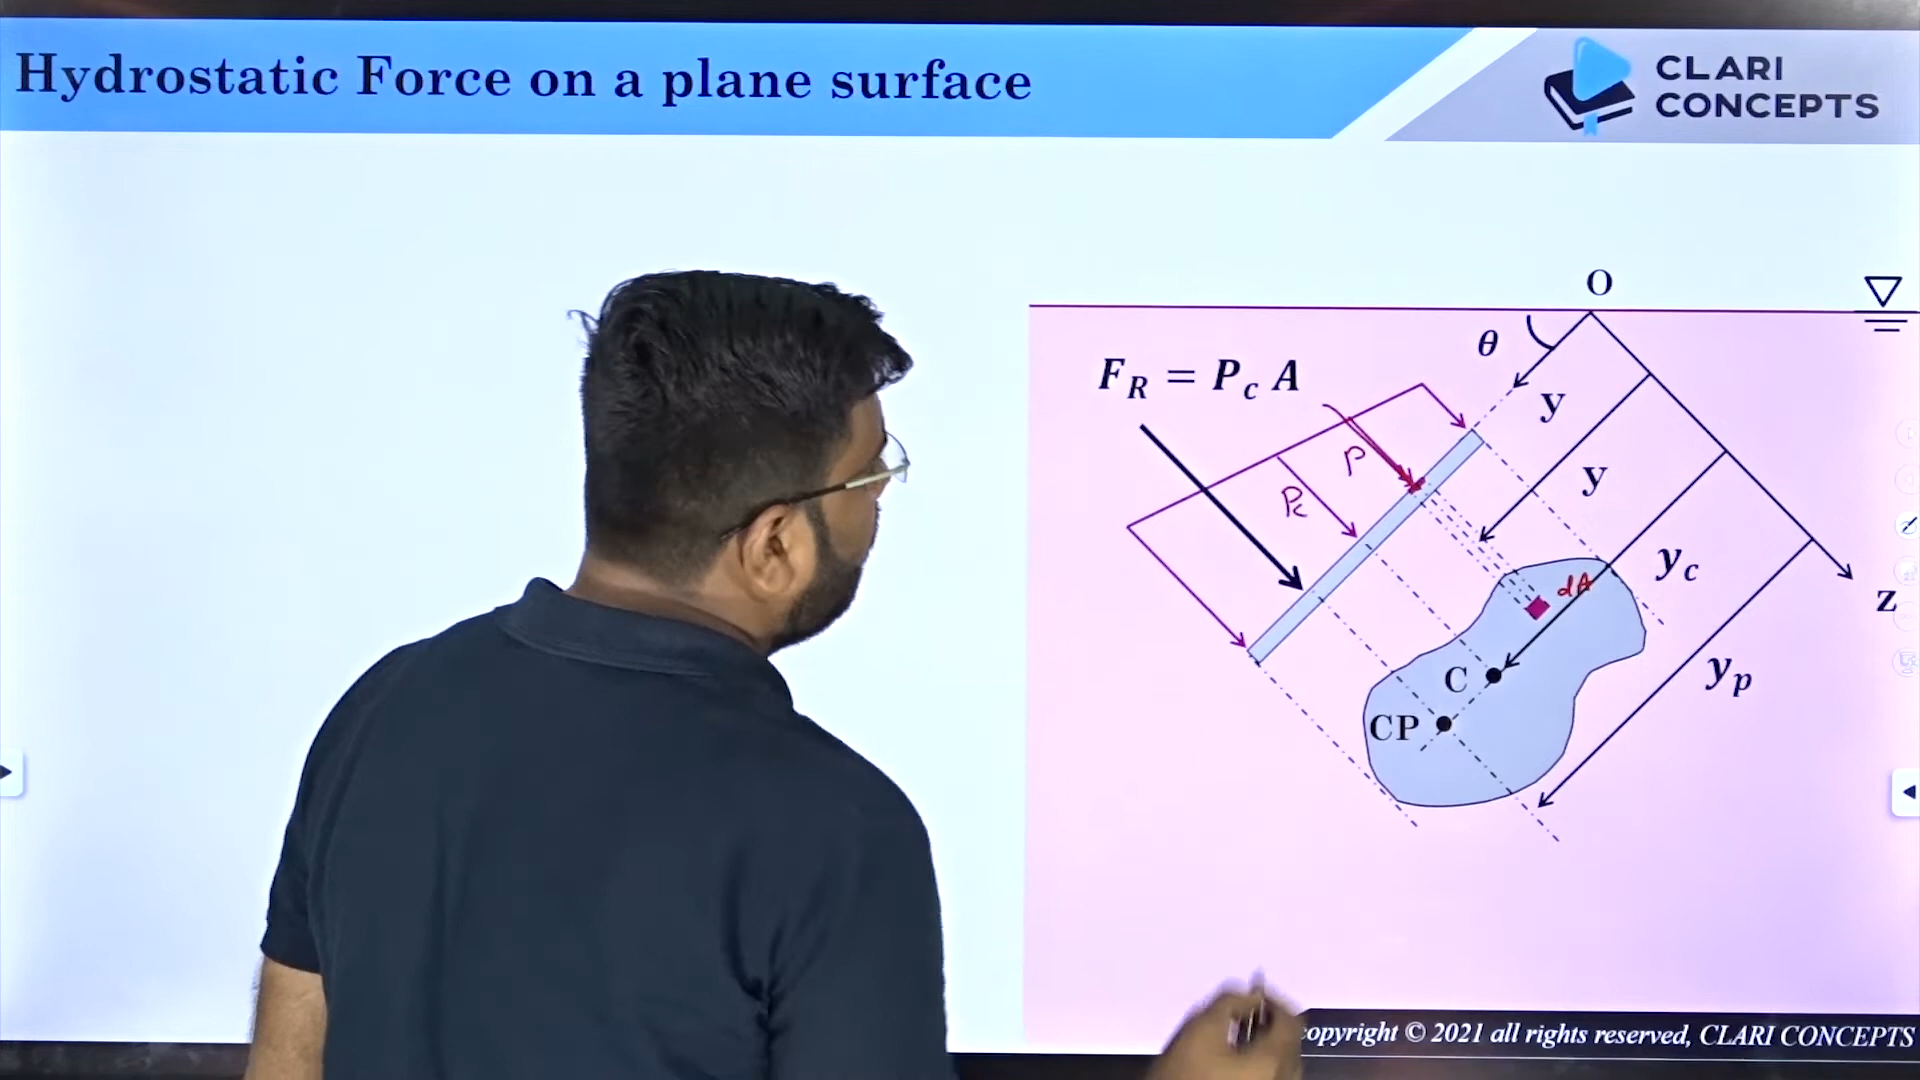 Hydrostatic Force on a plane surface
CLARI
CONCEPTS
O
θ
F_R = P_c A
y
P
y
P_c
y_c
dA
z
C
y_p
CP
copyright © 2021 all rights reserved, CLARI CONCEPTS